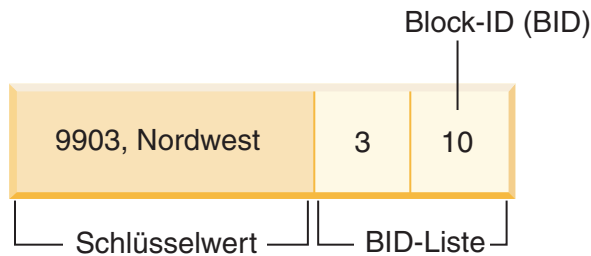 Block-ID (BID)
9903, Nordwest 3 10
Schlüsselwert BID-Liste